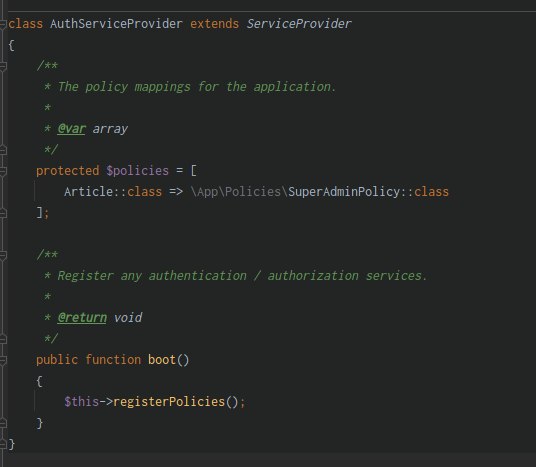 class AuthServiceProvider extends ServiceProvider
{
    /**
     * The policy mappings for the application.
     *
     * @var array
     */
    protected $policies = [
        Article::class => \App\Policies\SuperAdminPolicy::class
    ];

    /**
     * Register any authentication / authorization services.
     *
     * @return void
     */
    public function boot()
    {
        $this->registerPolicies();
    }
}